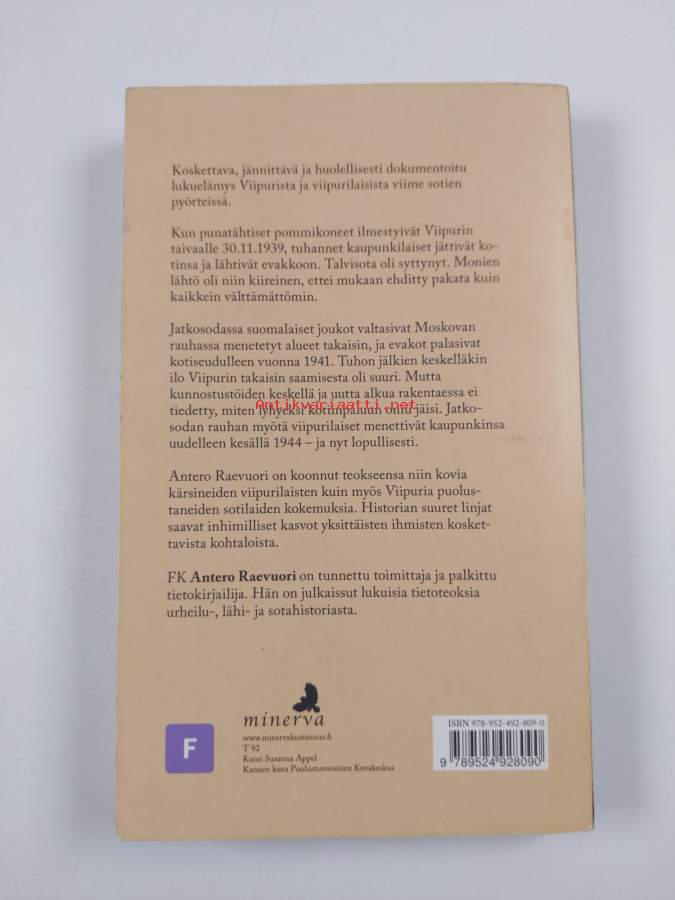 Koskettava, jännittävä ja huolellisesti dokumentoitu
lukuelämys Viipurista ja viipurilaisista viime sotien
pyörteissä.
Kun punatähtiset pommikoneet ilmestyivät Viipurin
taivaalle 30.11.1939, tuhannet kaupunkilaiset jättivät ko-
tinsa ja lähtivät evakkoon. Talvisota oli syttynyt. Monien
lähtö oli niin kiireinen, ettei mukaan ehditty pakata kuin
kaikkein välttämättömin.
Jatkosodassa suomalaiset joukot valtasivat Moskovan
rauhassa menetetyt alueet takaisin, ja evakot palasivat
kotiseudulleen vuonna 1941. Tuhon jälkien keskelläkin
ilo Viipurin takaisin saamisesta oli suuri. Mutta
kunnostustöiden keskellä ja uutta alkua rakentaessa ei
Antikvariaatti.net
tiedetty, miten lyhyeksi kotiinpaluun onni jäisi. Jatko-
sodan rauhan myötä viipurilaiset menettivät kaupunkinsa
uudelleen kesällä 1944 – ja nyt lopullisesti.
Antero Raevuori on koonnut teokseensa niin kovia
kärsineiden viipurilaisten kuin myös Viipuria puolus-
taneiden sotilaiden kokemuksia. Historian suuret linjat
saavat inhimilliset kasvot yksittäisten ihmisten kosket-
tavista kohtaloista.
FK Antero Raevuori on tunnettu toimittaja ja palkittu
tietokirjailija. Hän on julkaissut lukuisia tietoteoksia
urheilu-, lähi- ja sotahistoriasta.
F
minerva
www.minervakustannus.fi
T 92
Kansi Susanna Appel
Kannen kuva Puolustusvoimien Kuvakeskus
ISBN 978-952-492-809-0
9 789524 928090